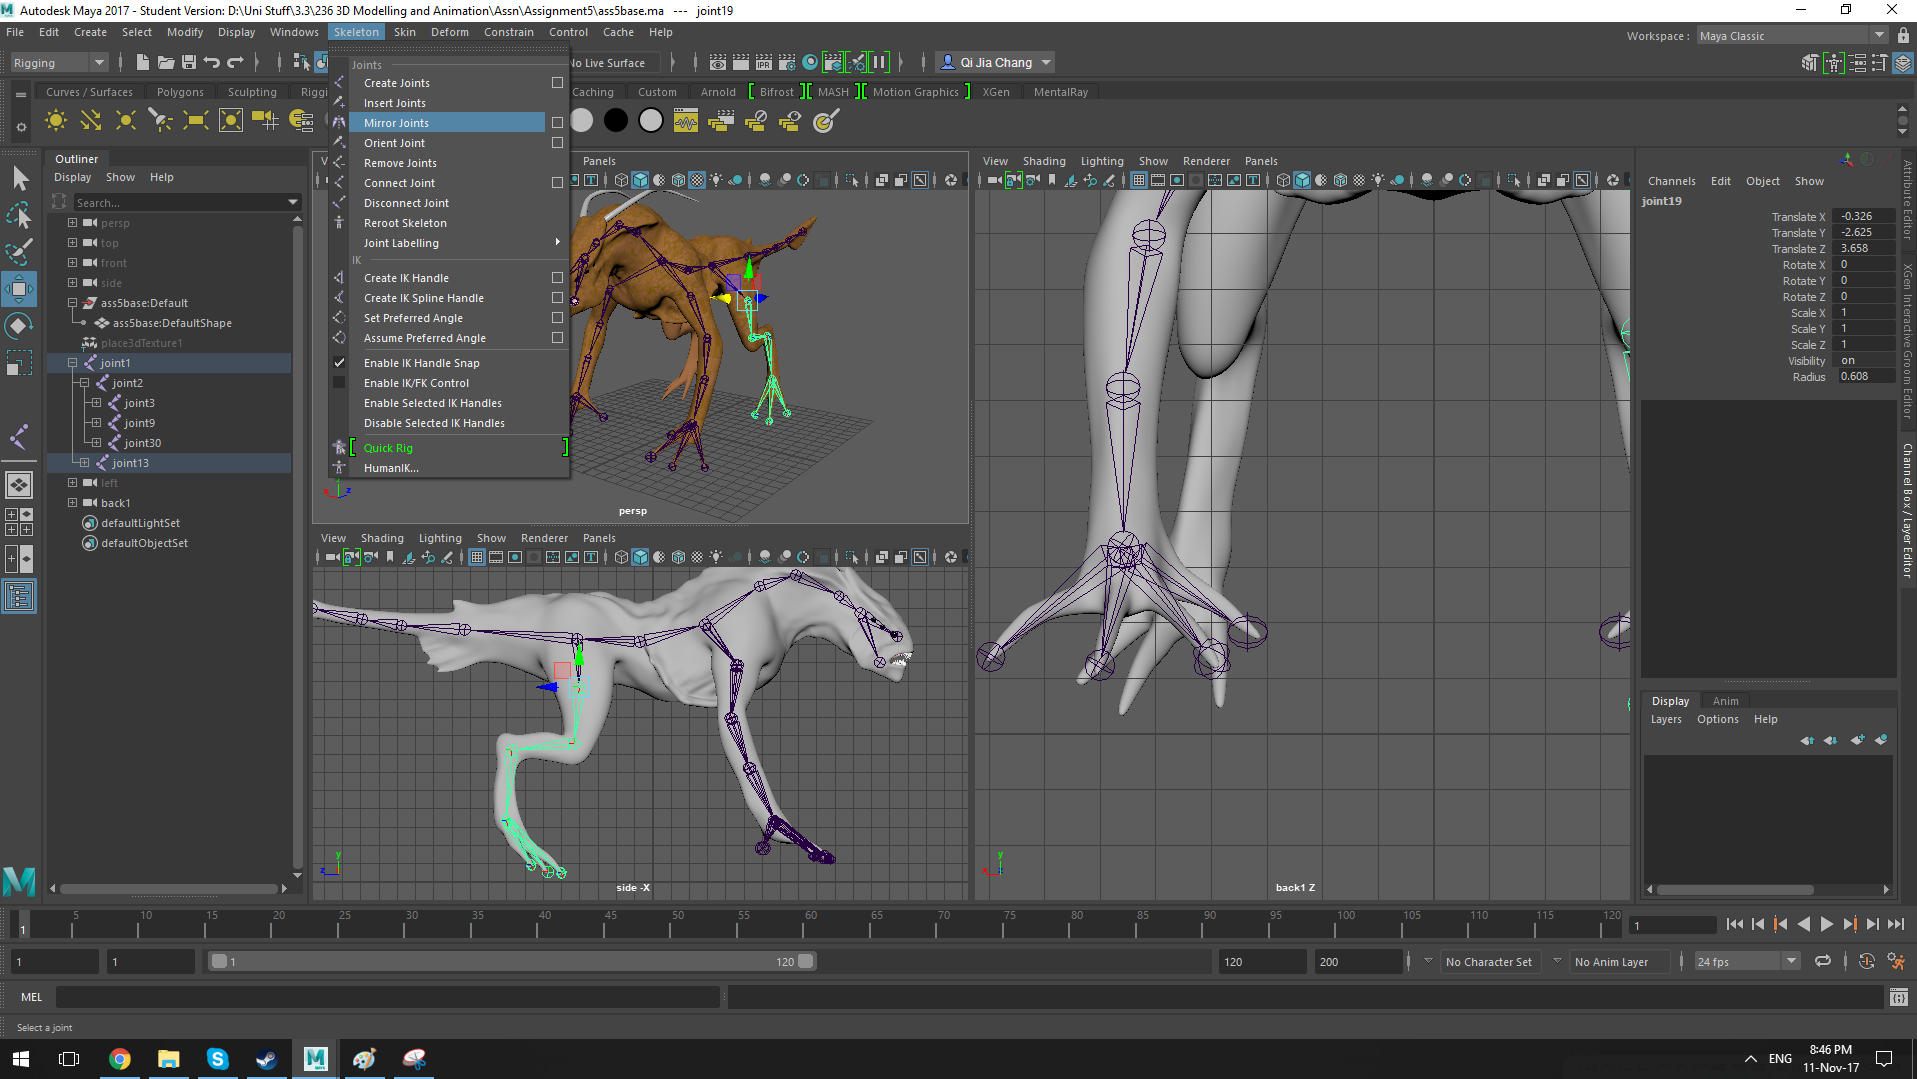 Autodesk Maya 2017 - Student Version: D:\Uni Stuff\3.3\236 3D Modelling and Animation\Assn\Assignment5\ass5base.ma --- joint19
File Edit Create Select Modify Display Windows Skeleton Skin Deform Constrain Control Cache Help
Workspace : Maya Classic
Rigging
No Live Surface
Qi Jia Chang
Curves / Surfaces Polygons Sculpting Riggi
Caching Custom Arnold Bifrost MASH Motion Graphics XGen MentalRay
IPR
Joints
Create Joints
Insert Joints
Mirror Joints
Orient Joint
Remove Joints
Connect Joint
Disconnect Joint
Reroot Skeleton
Joint Labelling
IK
Create IK Handle
Create IK Spline Handle
Set Preferred Angle
Assume Preferred Angle
Enable IK Handle Snap
Enable IK/FK Control
Enable Selected IK Handles
Disable Selected IK Handles
Quick Rig
HumanIK...
Outliner
Display Show Help
Search...
persp
top
front
side
ass5base:Default
ass5base:DefaultShape
place3dTexture1
joint1
joint2
joint3
joint9
joint30
joint13
left
back1
defaultLightSet
defaultObjectSet
Panels
persp
View Shading Lighting Show Renderer Panels
side -X
View Shading Lighting Show Renderer Panels
back1 Z
Channels Edit Object Show
joint19
Translate X -0.326
Translate Y -2.625
Translate Z 3.658
Rotate X 0
Rotate Y 0
Rotate Z 0
Scale X 1
Scale Y 1
Scale Z 1
Visibility on
Radius 0.608
Attribute Editor
XGen Interactive Groom Editor
Channel Box / Layer Editor
Display Anim
Layers Options Help
1 5 10 15 20 25 30 35 40 45 50 55 60 65 70 75 80 85 90 95 100 105 110 115 120
1
1 1 1 120 120 200 No Character Set No Anim Layer 24 fps
MEL
Select a joint
ENG
8:46 PM
11-Nov-17